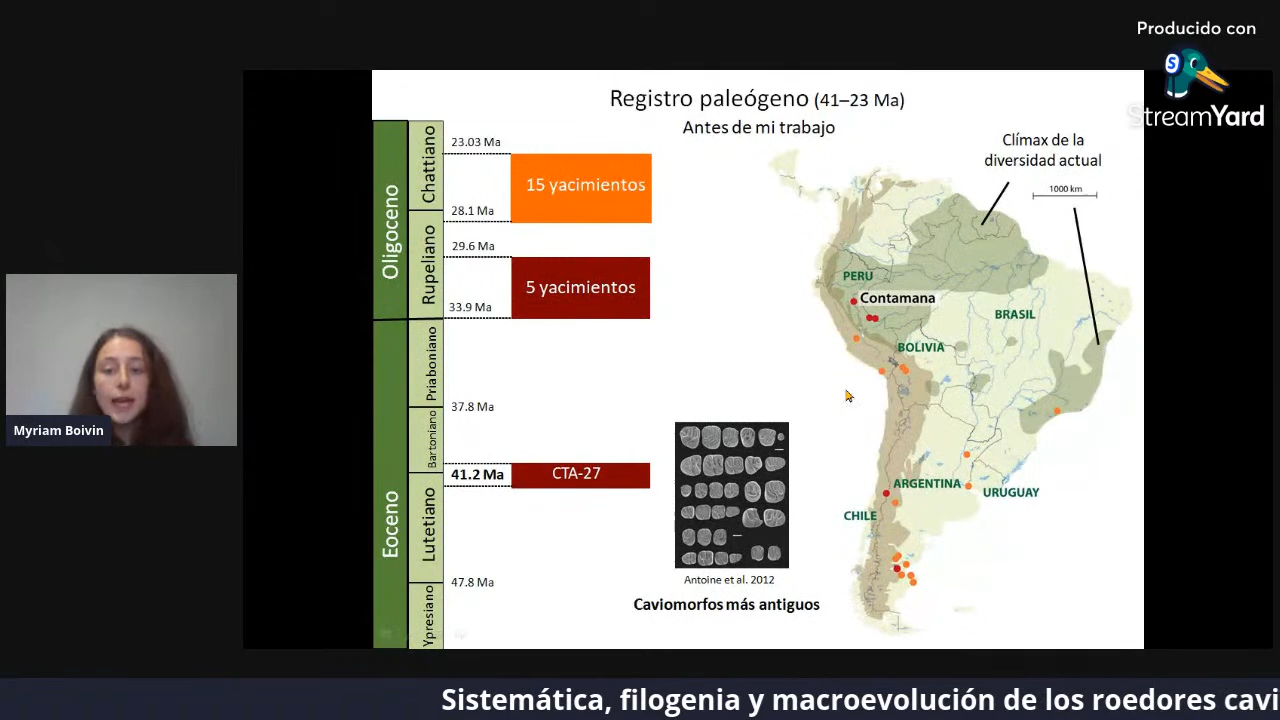 Producido con
StreamYard
Registro paleógeno (41–23 Ma)
Antes de mi trabajo
Clímax de la
diversidad actual
1000 km
Oligoceno
Eoceno
Chattiano
Rupeliano
Priaboniano
Bartoniano
Lutetiano
Ypresiano
23.03 Ma
28.1 Ma
29.6 Ma
33.9 Ma
37.8 Ma
41.2 Ma
47.8 Ma
15 yacimientos
5 yacimientos
CTA-27
PERU
Contamana
BRASIL
BOLIVIA
ARGENTINA
URUGUAY
CHILE
Antoine et al. 2012
Caviomorfos más antiguos
Myriam Boivin
Sistemática, filogenia y macroevolución de los roedores cavi